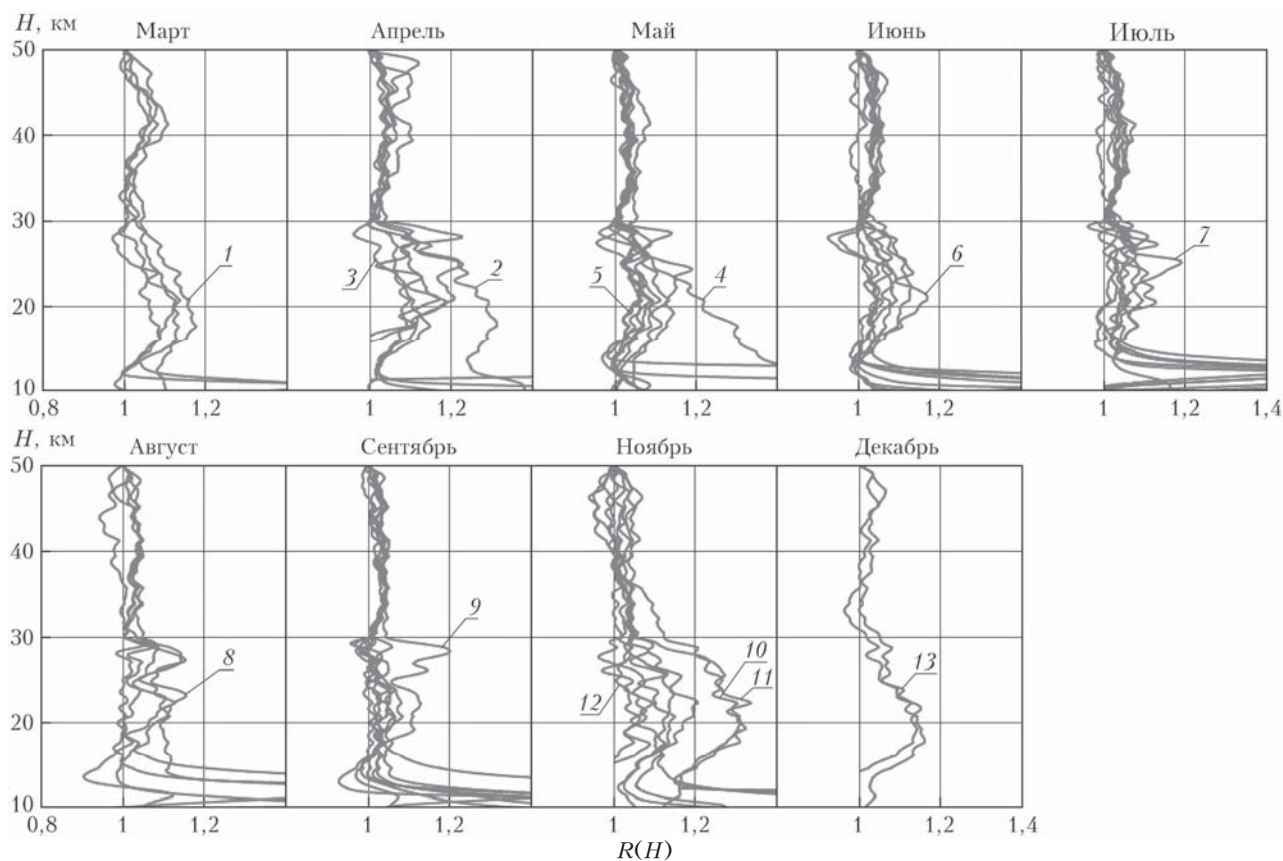 H, км
Март
Апрель
Май
Июнь
Июль
50
40
30
20
10
1
2
3
4
5
6
7
0,8 1 1,2 1 1,2 1 1,2 1 1,2 1 1,2 1,4
H, км
Август
Сентябрь
Ноябрь
Декабрь
50
40
30
20
10
8
9
10
11
12
13
0,8 1 1,2 1 1,2 1 1,2 1 1,2 1,4
R(H)